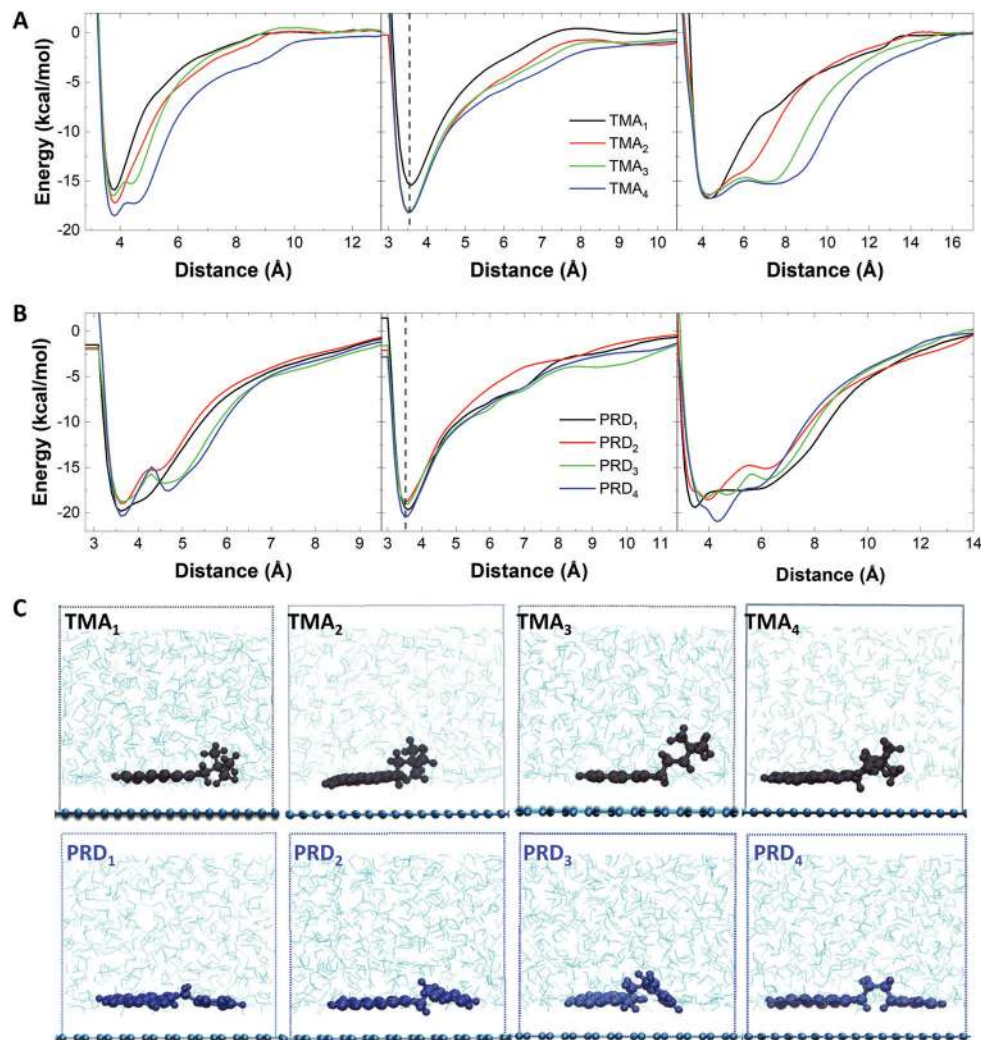 A
Energy (kcal/mol)
0
-5
-10
-15
-20
TMA₁
TMA₂
TMA₃
TMA₄
4 6 8 10 12 3 4 5 6 7 8 9 10 4 6 8 10 12 14 16
Distance (Å) Distance (Å) Distance (Å)
B
Energy (kcal/mol)
0
-5
-10
-15
-20
PRD₁
PRD₂
PRD₃
PRD₄
3 4 5 6 7 8 9 3 4 5 6 7 8 9 10 11 4 6 8 10 12 14
Distance (Å) Distance (Å) Distance (Å)
C
TMA₁ TMA₂ TMA₃ TMA₄
PRD₁ PRD₂ PRD₃ PRD₄